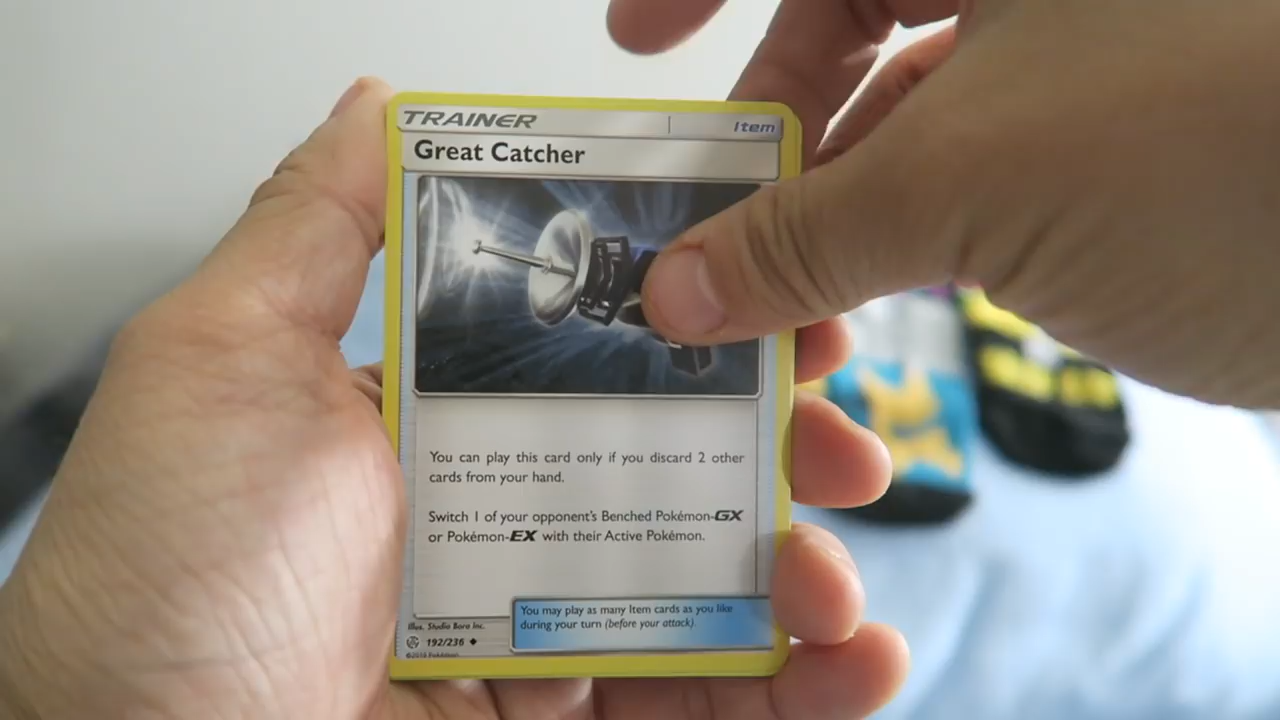 TRAINER
Item
Great Catcher
You can play this card only if you discard 2 other
cards from your hand.
Switch 1 of your opponent's Benched Pokémon-GX
or Pokémon-EX with their Active Pokémon.
You may play as many Item cards as you like
during your turn (before your attack).
Illus. Studio Bora Inc.
192/236
©2019 Pokémon